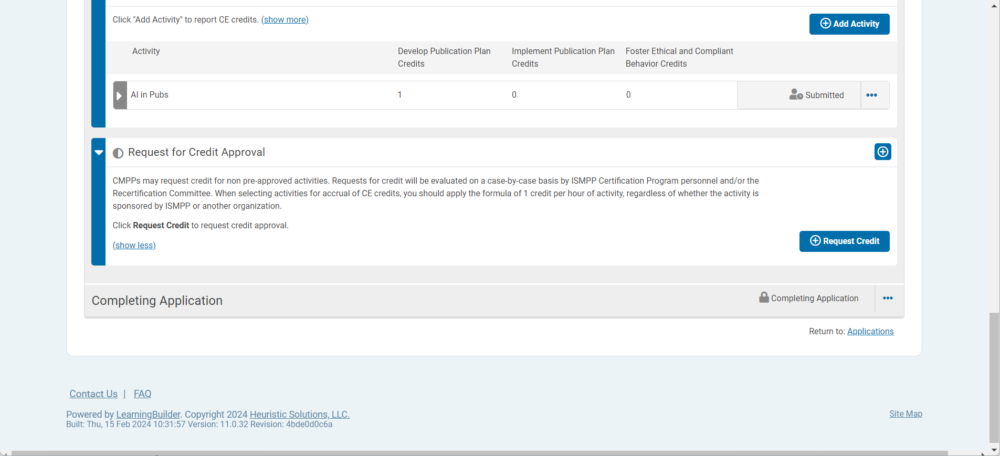 Click "Add Activity" to report CE credits. (show more)
Add Activity
Activity
Develop Publication Plan Credits
Implement Publication Plan Credits
Foster Ethical and Compliant Behavior Credits
AI in Pubs
1
0
0
Submitted
Request for Credit Approval
CMPPs may request credit for non pre-approved activities. Requests for credit will be evaluated on a case-by-case basis by ISMPP Certification Program personnel and/or the
Recertification Committee. When selecting activities for accrual of CE credits, you should apply the formula of 1 credit per hour of activity, regardless of whether the activity is
sponsored by ISMPP or another organization.
Click Request Credit to request credit approval.
(show less)
Request Credit
Completing Application
Completing Application
Return to: Applications
Contact Us | FAQ
Powered by LearningBuilder. Copyright 2024 Heuristic Solutions, LLC.
Built: Thu, 15 Feb 2024 10:31:57 Version: 11.0.32 Revision: 4bde0d0c6a
Site Map